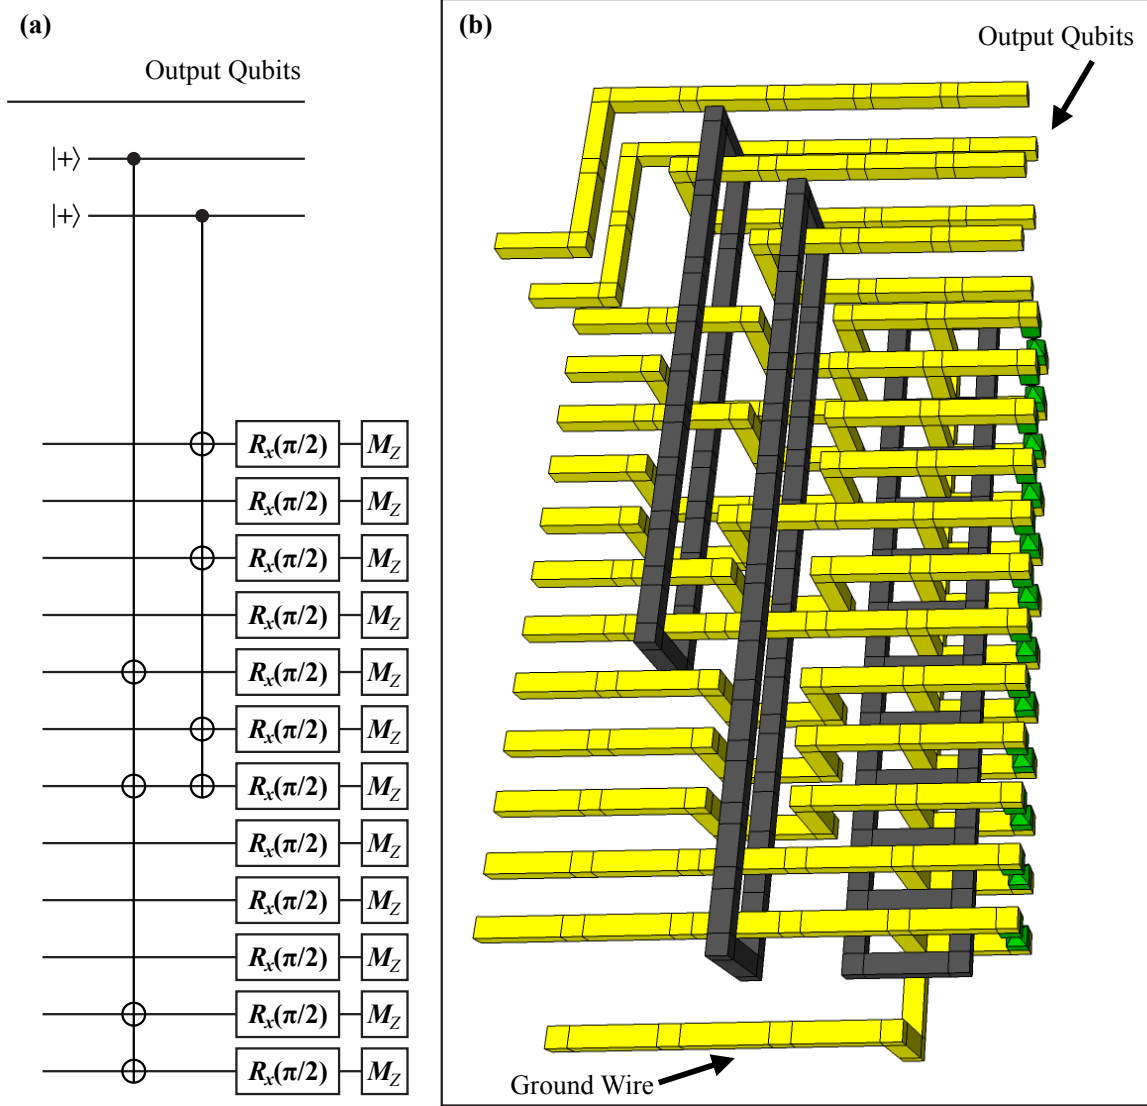 (a)
Output Qubits
|+⟩
|+⟩
Rx(π/2) MZ
Rx(π/2) MZ
Rx(π/2) MZ
Rx(π/2) MZ
Rx(π/2) MZ
Rx(π/2) MZ
Rx(π/2) MZ
Rx(π/2) MZ
Rx(π/2) MZ
Rx(π/2) MZ
Rx(π/2) MZ
Rx(π/2) MZ
(b)
Output Qubits
Ground Wire